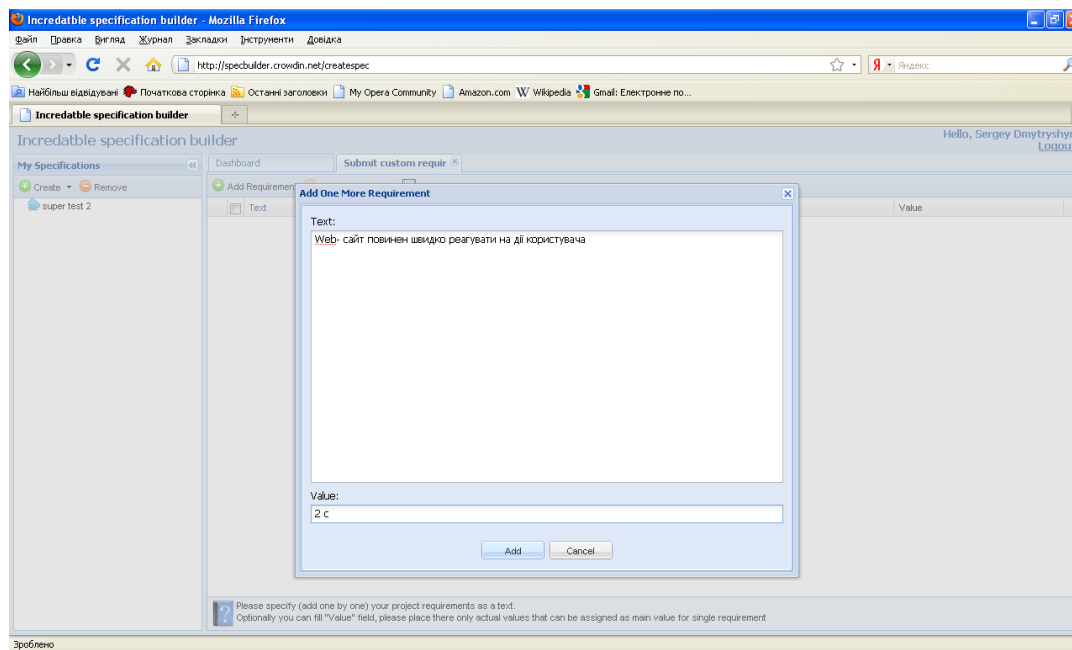 Incredatble specification builder - Mozilla Firefox
Файл Правка Вигляд Журнал Закладки Інструменти Довідка
http://specbuilder.crowdin.net/createspec
Яндекс
Найбільш відвідувані Початкова сторінка Останні заголовки My Opera Community Amazon.com Wikipedia Gmail: Електронне по...
Incredatble specification builder
Incredatble specification builder
Hello, Sergey Dmytryshyn
Logout
My Specifications
Dashboard
Submit custom requir
Create Remove
Add Requirement
super test 2
Text
Value
Add One More Requirement
Text:
Web- сайт повинен швидко реагувати на дії користувача
Value:
2 с
Add
Cancel
Please specify (add one by one) your project requirements as a text.
Optionally you can fill "Value" field, please place there only actual values that can be assigned as main value for single requirement
Зроблено